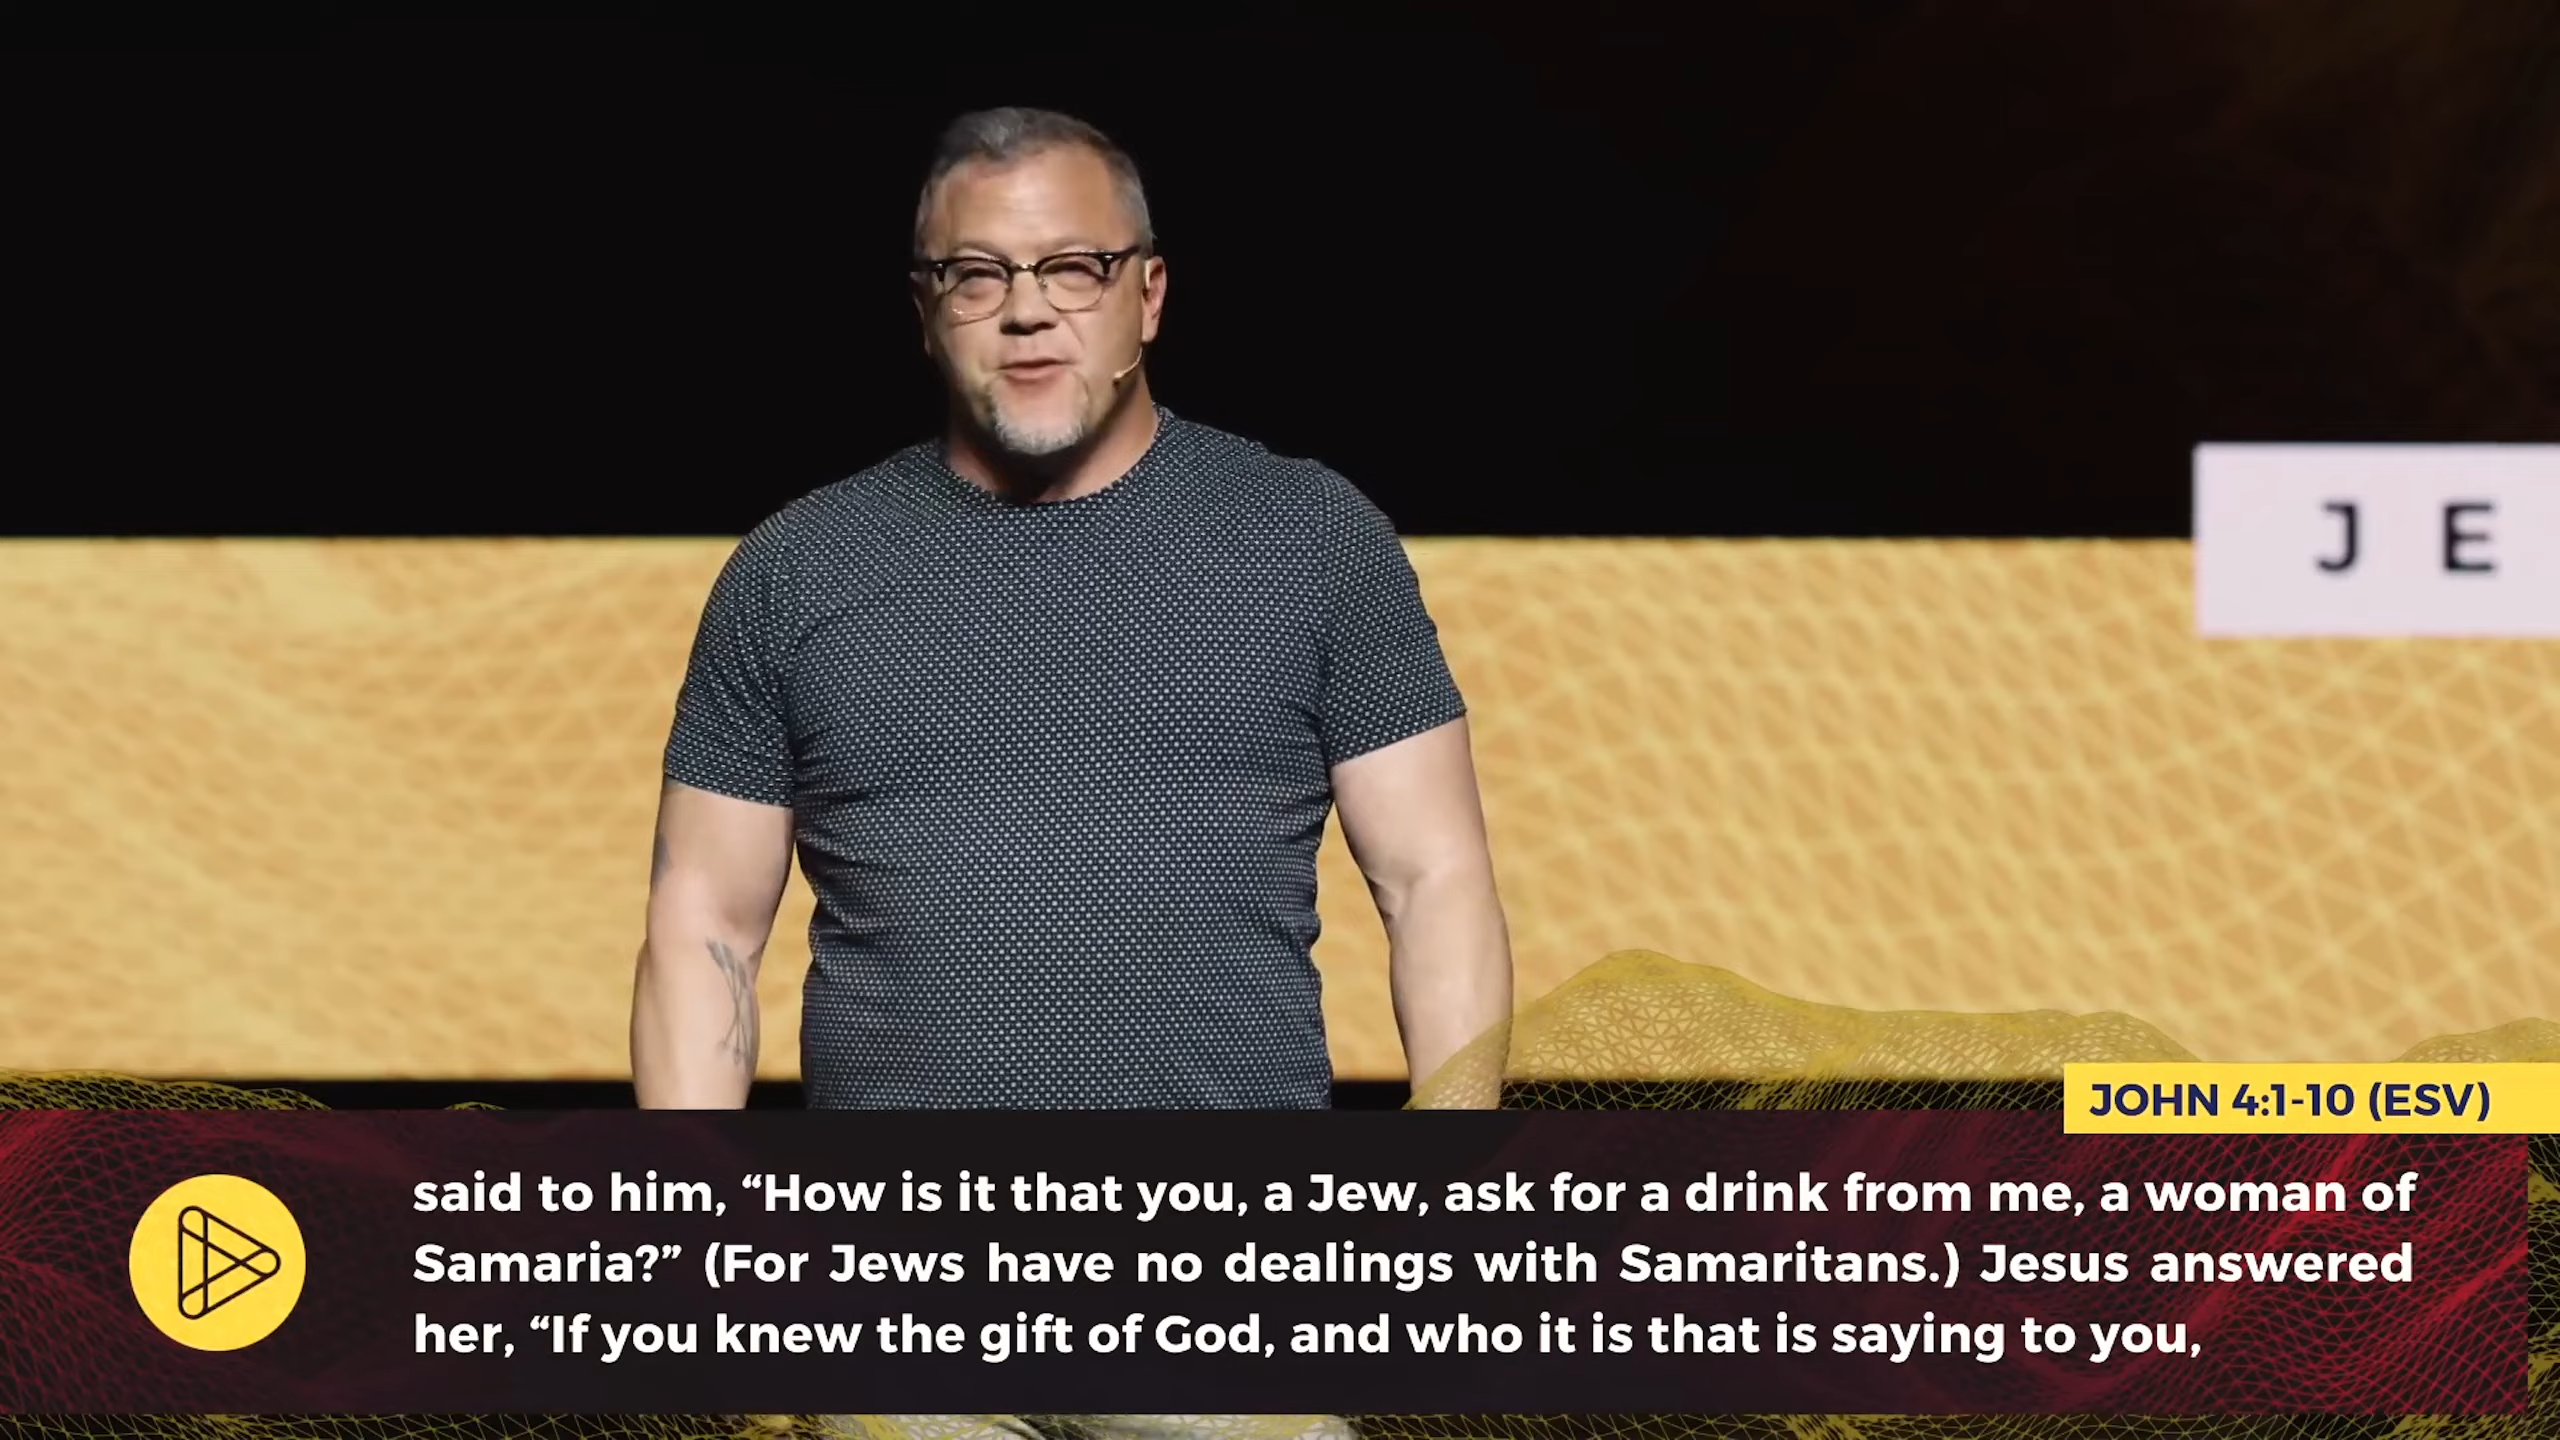 J E
JOHN 4:1-10 (ESV)
said to him, “How is it that you, a Jew, ask for a drink from me, a woman of
Samaria?” (For Jews have no dealings with Samaritans.) Jesus answered
her, “If you knew the gift of God, and who it is that is saying to you,